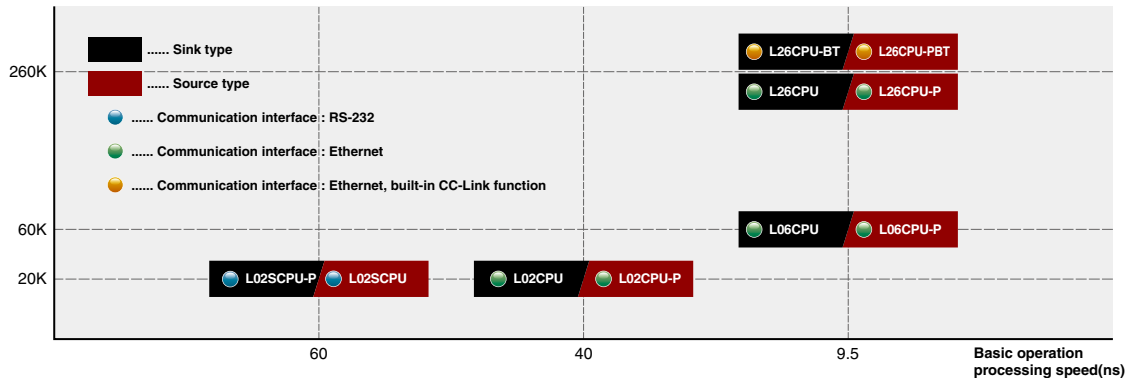 ...... Sink type
L26CPU-BT
L26CPU-PBT
260K
...... Source type
L26CPU
L26CPU-P
...... Communication interface : RS-232
...... Communication interface : Ethernet
...... Communication interface : Ethernet, built-in CC-Link function
60K
L06CPU
L06CPU-P
20K
L02SCPU-P
L02SCPU
L02CPU
L02CPU-P
60
40
9.5
Basic operation
processing speed(ns)